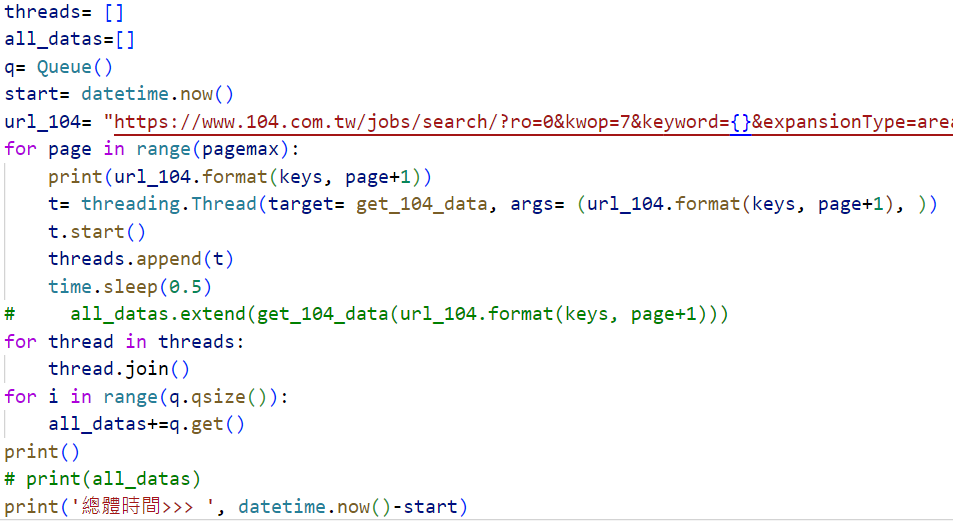 threads= []
all_datas=[]
q= Queue()
start= datetime.now()
url_104= "https://www.104.com.tw/jobs/search/?ro=0&kwop=7&keyword={}&expansionType=area
for page in range(pagemax):
    print(url_104.format(keys, page+1))
    t= threading.Thread(target= get_104_data, args= (url_104.format(keys, page+1), ))
    t.start()
    threads.append(t)
    time.sleep(0.5)
#     all_datas.extend(get_104_data(url_104.format(keys, page+1)))
for thread in threads:
    thread.join()
for i in range(q.qsize()):
    all_datas+=q.get()
print()
# print(all_datas)
print('總體時間>>> ', datetime.now()-start)